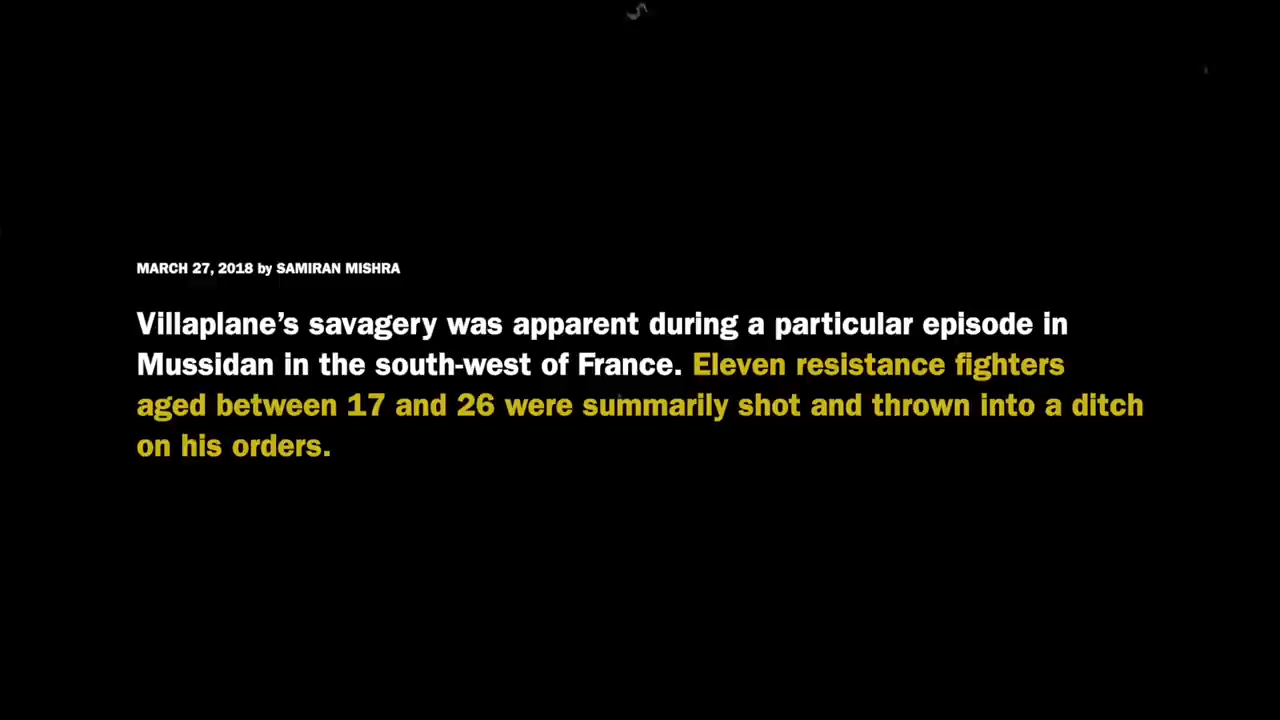 MARCH 27, 2018 by SAMIRAN MISHRA
Villaplane’s savagery was apparent during a particular episode in
Mussidan in the south-west of France. Eleven resistance fighters
aged between 17 and 26 were summarily shot and thrown into a ditch
on his orders.